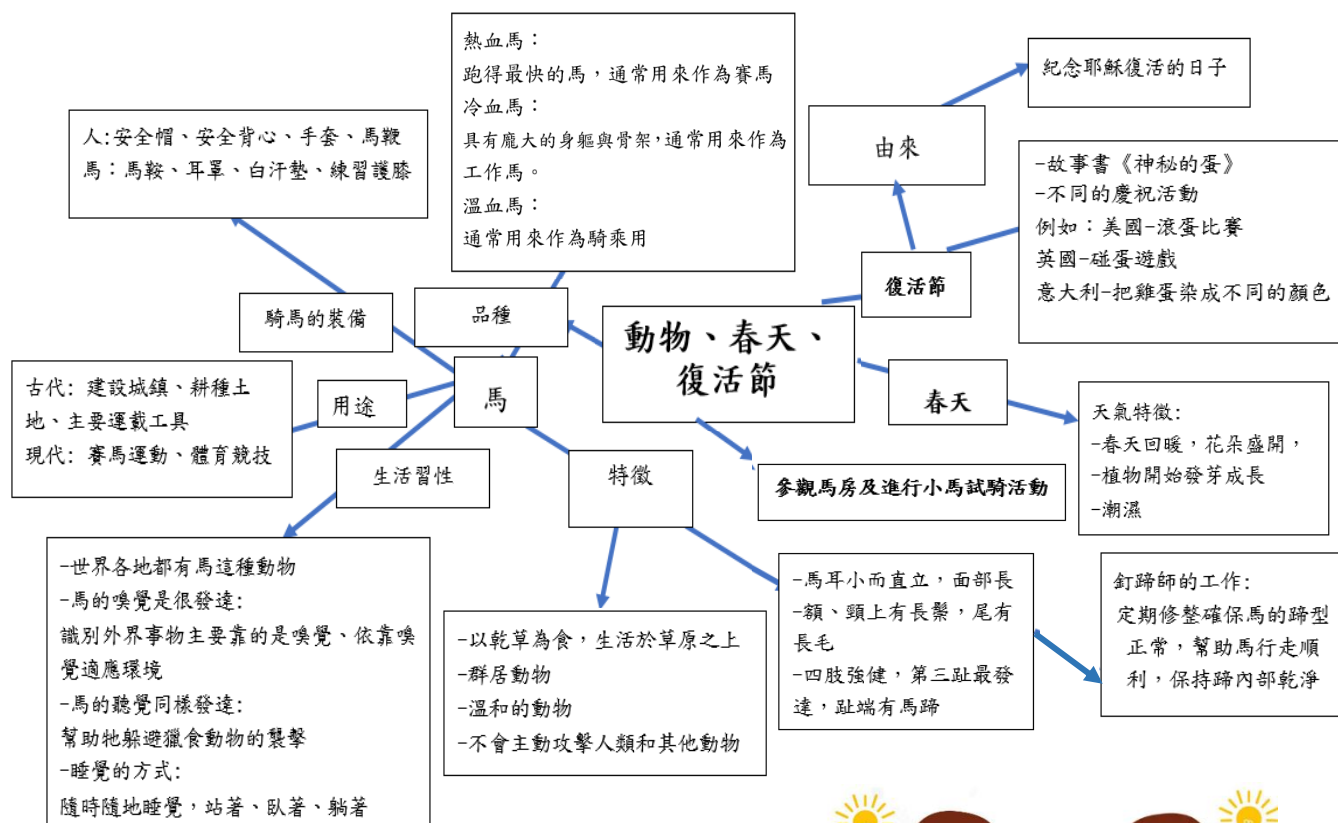 熱血馬：
跑得最快的馬，通常用來作為賽馬
冷血馬：
具有龐大的身軀與骨架，通常用來作為
工作馬。
溫血馬：
通常用來作為騎乘用
紀念耶穌復活的日子
人:安全帽、安全背心、手套、馬鞭
馬：馬鞍、耳罩、白汗墊、練習護膝
由來
-故事書《神秘的蛋》
-不同的慶祝活動
例如：美國-滾蛋比賽
英國-碰蛋遊戲
意大利-把雞蛋染成不同的顏色
復活節
騎馬的裝備
品種
動物、春天、
復活節
古代: 建設城鎮、耕種土
地、主要運載工具
現代: 賽馬運動、體育競技
用途
馬
春天
天氣特徵:
-春天回暖，花朵盛開，
-植物開始發芽成長
-潮濕
生活習性
特徵
參觀馬房及進行小馬試騎活動
-世界各地都有馬這種動物
-馬的嗅覺是很發達:
識別外界事物主要靠的是嗅覺、依靠嗅
覺適應環境
-馬的聽覺同樣發達:
幫助牠躲避獵食動物的襲擊
-睡覺的方式:
隨時隨地睡覺，站著、臥著、躺著
-以乾草為食，生活於草原之上
-群居動物
-溫和的動物
-不會主動攻擊人類和其他動物
-馬耳小而直立，面部長
-額、頸上有長鬃，尾有
長毛
-四肢強健，第三趾最發
達，趾端有馬蹄
釘蹄師的工作:
定期修整確保馬的蹄型
正常，幫助馬行走順
利，保持蹄內部乾淨